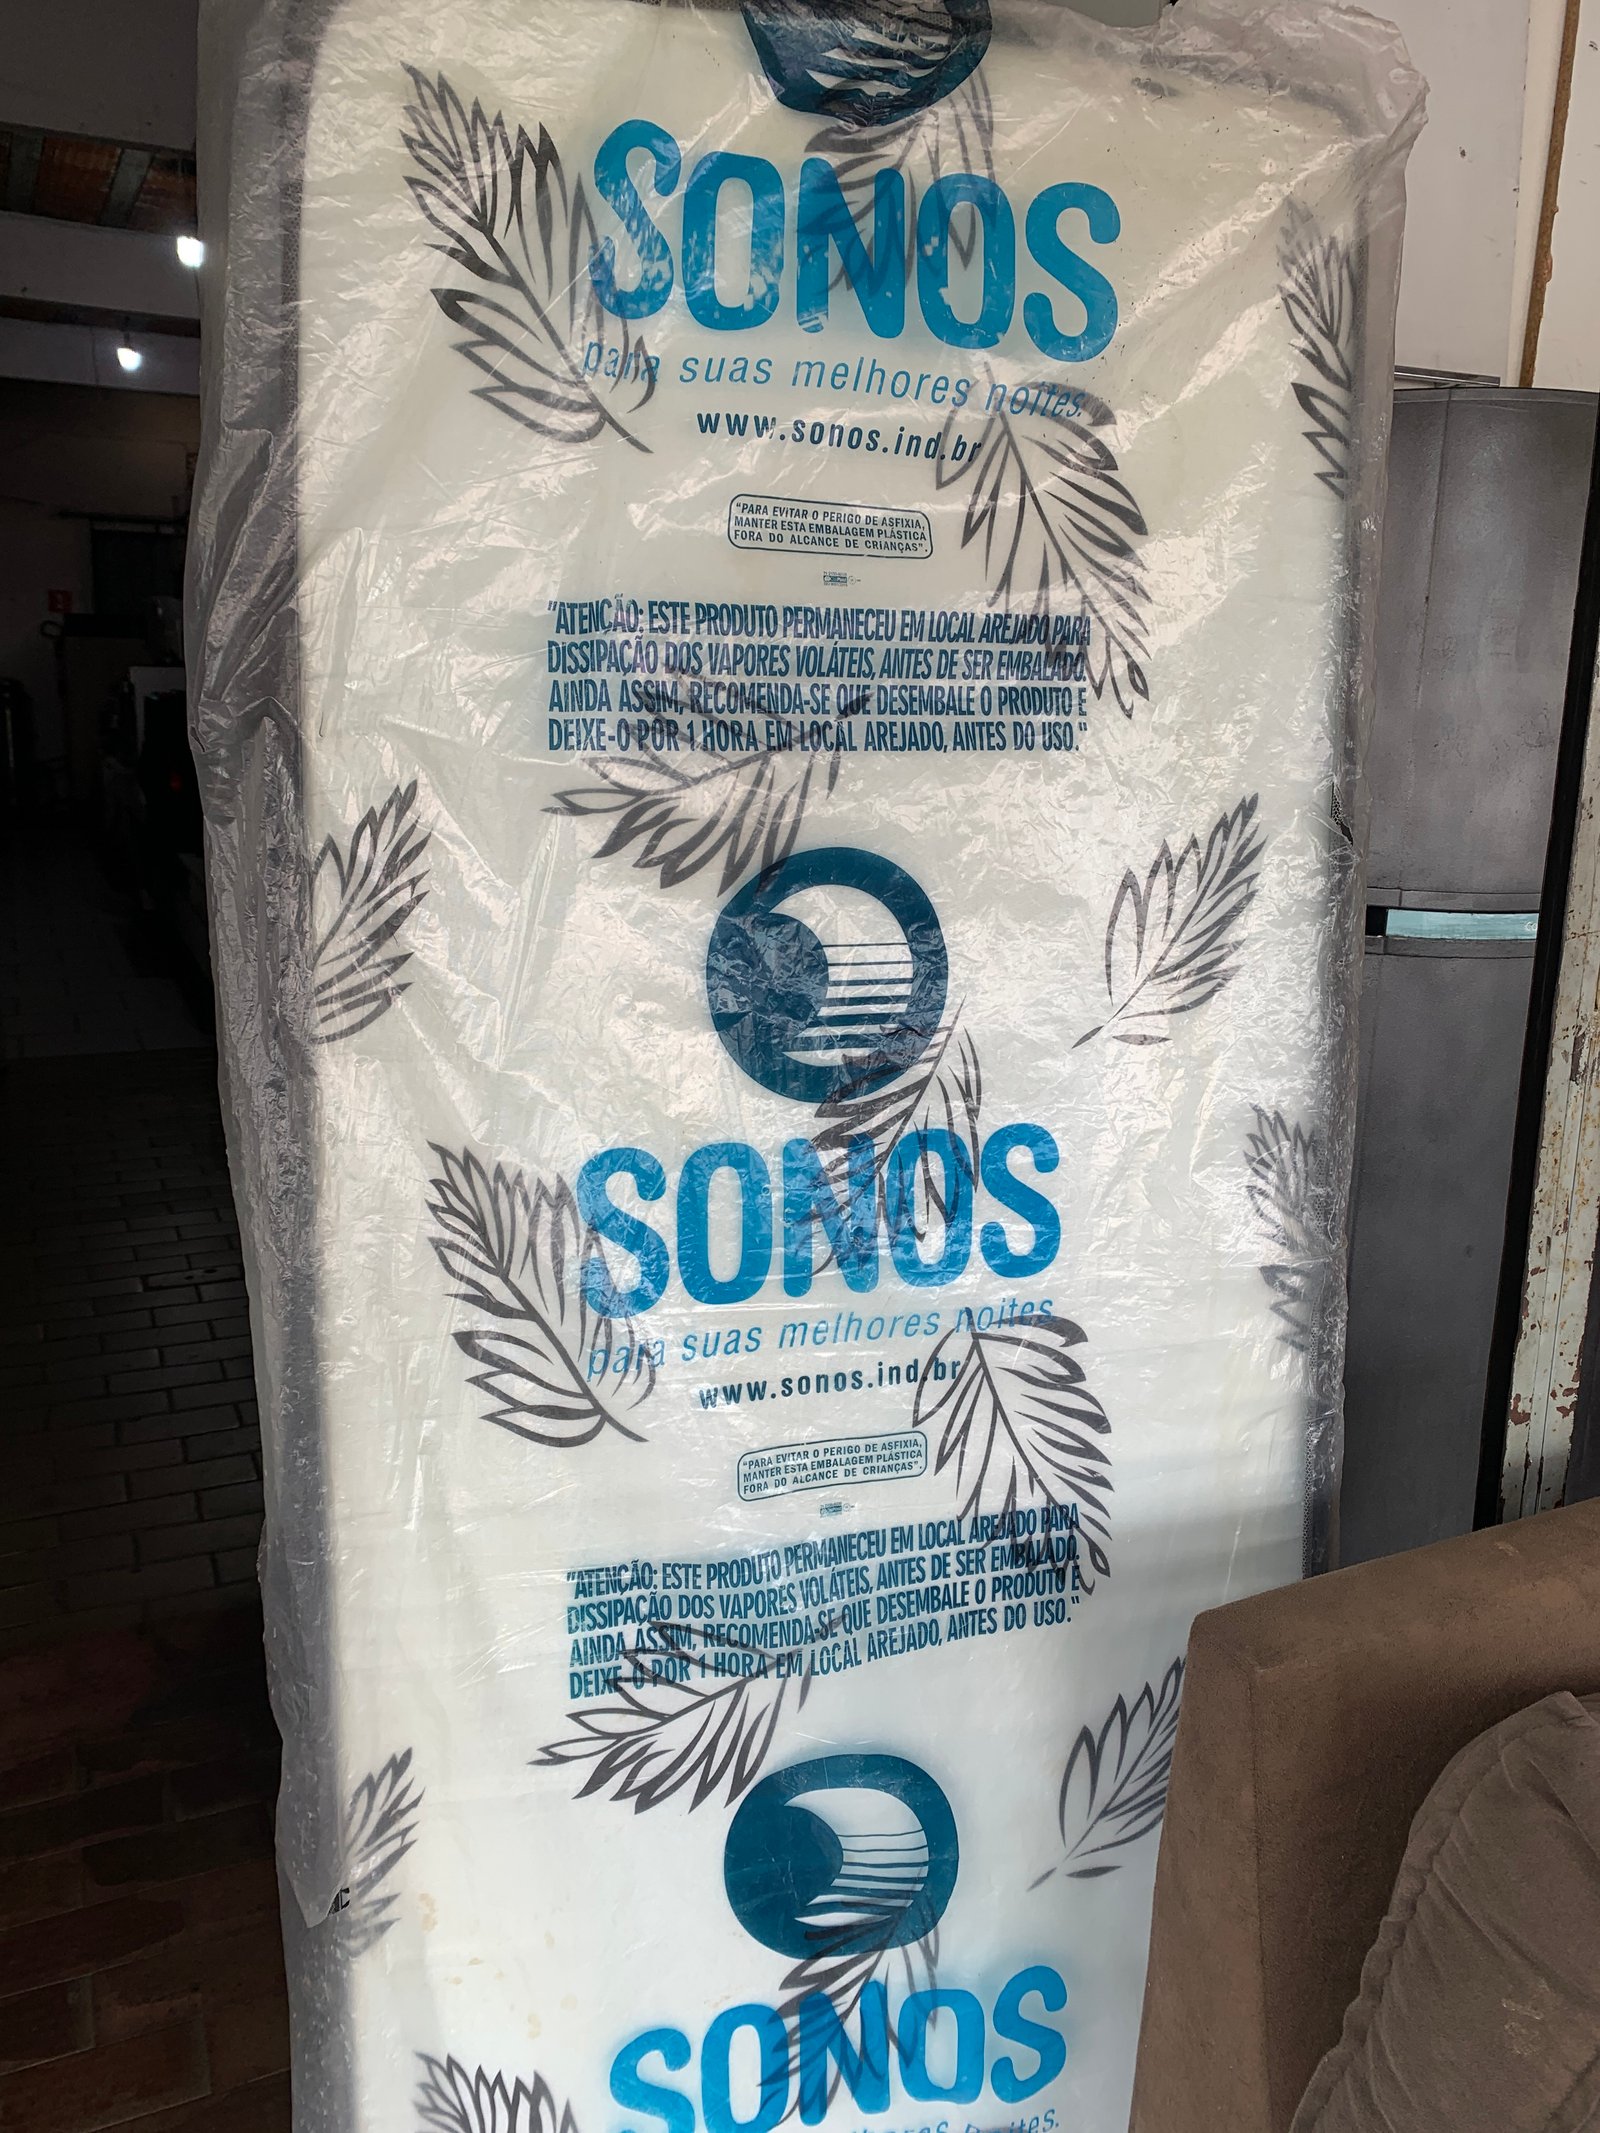 SONOS
para suas melhores noites.
www.sonos.ind.br
"PARA EVITAR O PERIGO DE ASFIXIA,
MANTER ESTA EMBALAGEM PLÁSTICA
FORA DO ALCANCE DE CRIANÇAS".
"ATENÇÃO: ESTE PRODUTO PERMANECEU EM LOCAL AREJADO PARA
DISSIPAÇÃO DOS VAPORES VOLÁTEIS, ANTES DE SER EMBALADO.
AINDA ASSIM, RECOMENDA-SE QUE DESEMBALE O PRODUTO E
DEIXE-O POR 1 HORA EM LOCAL AREJADO, ANTES DO USO."
SONOS
para suas melhores noites
www.sonos.ind.br
"PARA EVITAR O PERIGO DE ASFIXIA,
MANTER ESTA EMBALAGEM PLÁSTICA
FORA DO ALCANCE DE CRIANÇAS".
"ATENÇÃO: ESTE PRODUTO PERMANECEU EM LOCAL AREJADO PARA
DISSIPAÇÃO DOS VAPORES VOLÁTEIS, ANTES DE SER EMBALADO.
AINDA ASSIM, RECOMENDA-SE QUE DESEMBALE O PRODUTO E
DEIXE-O POR 1 HORA EM LOCAL AREJADO, ANTES DO USO."
SONOS
noites.